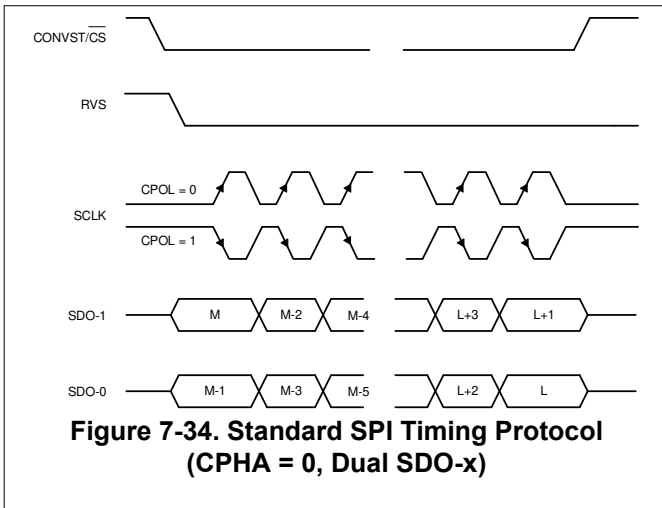 CONVST/CS
RVS
CPOL = 0
SCLK
CPOL = 1
SDO-1 M M-2 M-4 L+3 L+1
SDO-0 M-1 M-3 M-5 L+2 L
Figure 7-34. Standard SPI Timing Protocol
(CPHA = 0, Dual SDO-x)